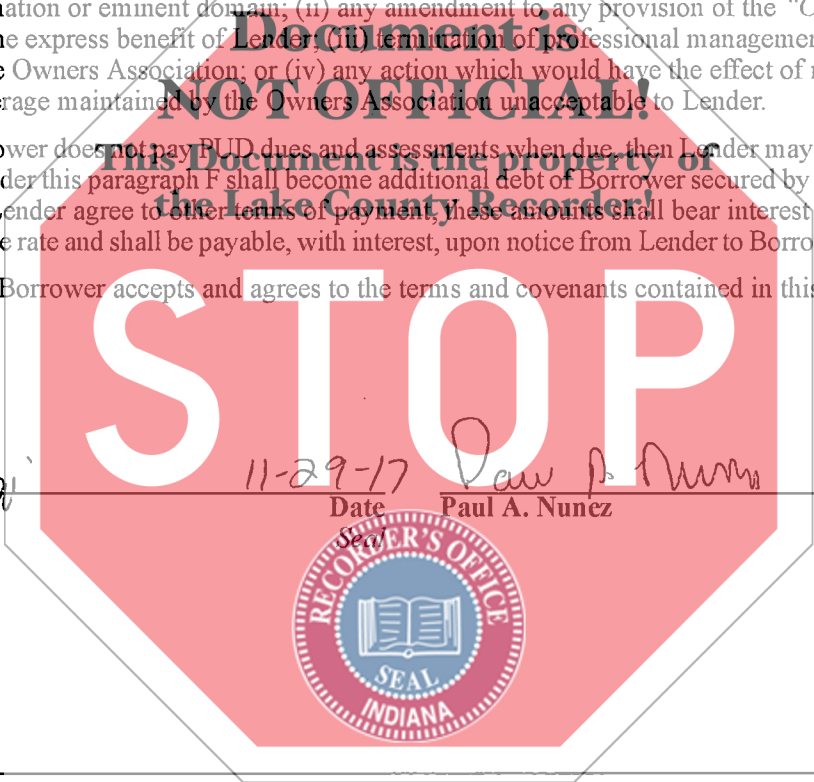 nation or eminent domain; (ii) any amendment to any provision of the "C
Document is
e express benefit of Lender; (iii) termination of professional management
e Owners Association; or (iv) any action which would have the effect of r
NOT OFFICIAL!
rage maintained by the Owners Association unacceptable to Lender.
ower does not pay PUD dues and assessments when due, then Lender may
This Document is the property of
der this paragraph F shall become additional debt of Borrower secured by
the Lake County Recorder!
ender agree to other terms of payment, these amounts shall bear interest
e rate and shall be payable, with interest, upon notice from Lender to Borro
Borrower accepts and agrees to the terms and covenants contained in this
STOP
11-29-17 Paul A. Nunez
Date Paul A. Nunez
Seal
RECORDER'S OFFICE
SEAL
INDIANA